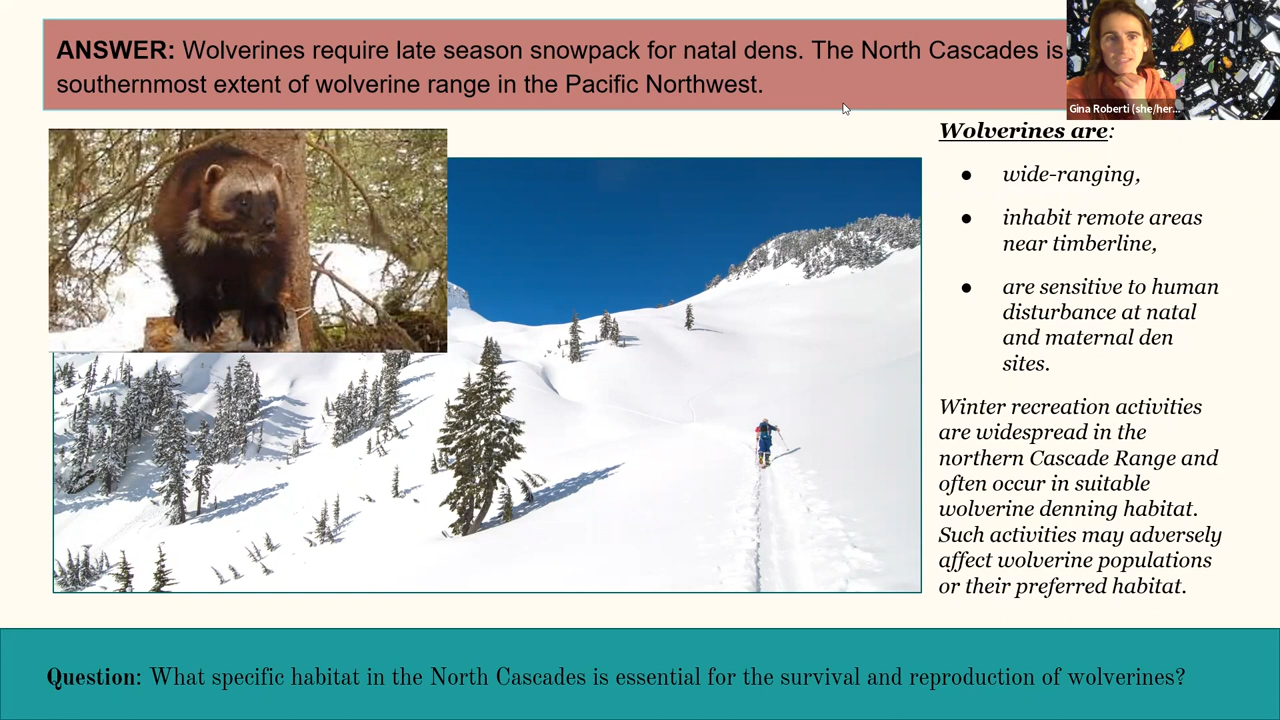 ANSWER: Wolverines require late season snowpack for natal dens. The North Cascades is
southernmost extent of wolverine range in the Pacific Northwest.
Gina Roberti (she/her...
Wolverines are:
● wide-ranging,
● inhabit remote areas
near timberline,
● are sensitive to human
disturbance at natal
and maternal den
sites.
Winter recreation activities
are widespread in the
northern Cascade Range and
often occur in suitable
wolverine denning habitat.
Such activities may adversely
affect wolverine populations
or their preferred habitat.
Question: What specific habitat in the North Cascades is essential for the survival and reproduction of wolverines?